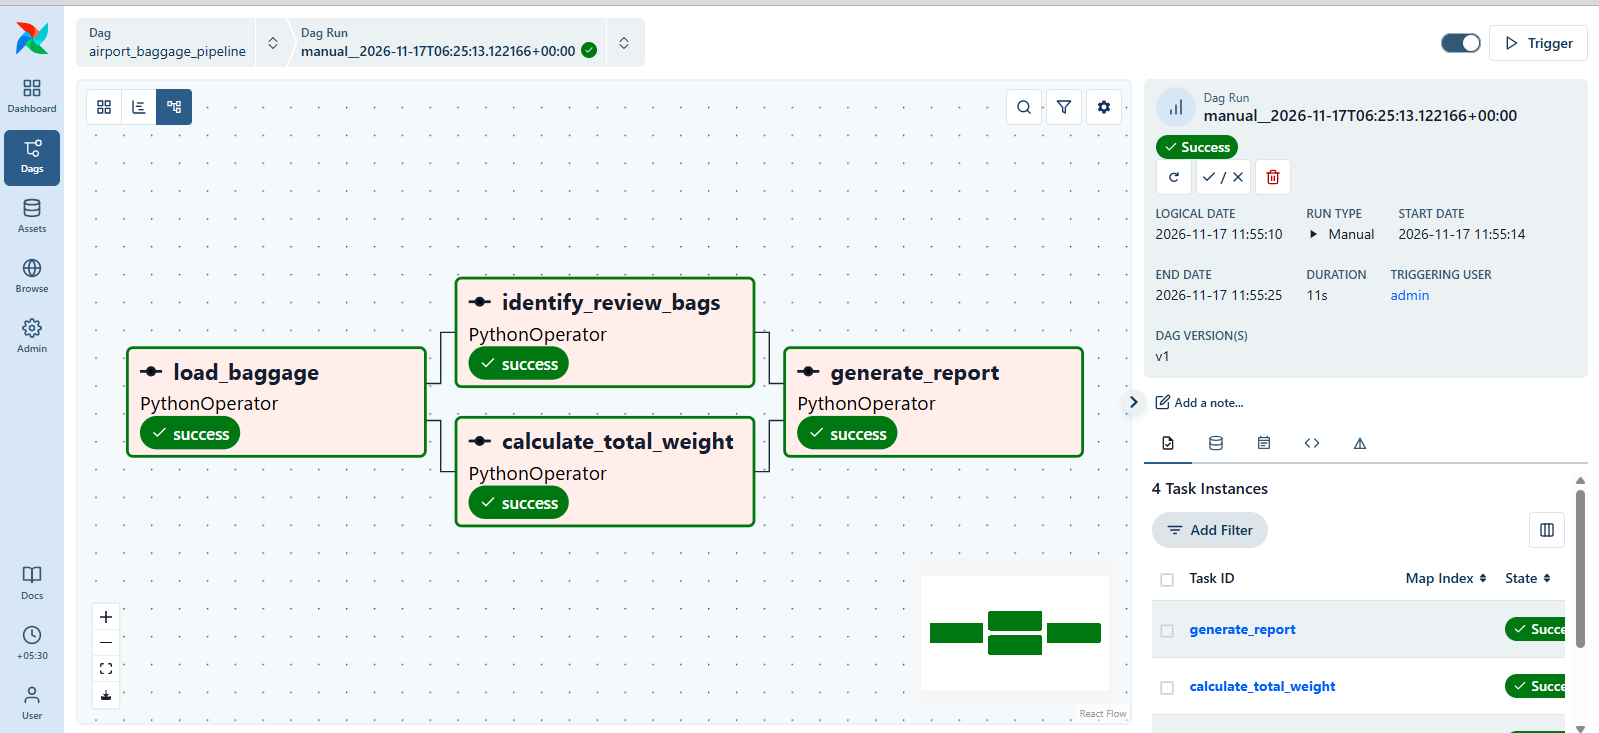 Dag
airport_baggage_pipeline
Dag Run
manual__2026-11-17T06:25:13.122166+00:00
Trigger
Dashboard
Dags
Assets
Browse
Admin
Docs
+05:30
User
load_baggage
PythonOperator
success
identify_review_bags
PythonOperator
success
calculate_total_weight
PythonOperator
success
generate_report
PythonOperator
success
React Flow
Dag Run
manual__2026-11-17T06:25:13.122166+00:00
Success
/
LOGICAL DATE RUN TYPE START DATE
2026-11-17 11:55:10 Manual 2026-11-17 11:55:14
END DATE DURATION TRIGGERING USER
2026-11-17 11:55:25 11s admin
DAG VERSION(S)
v1
Add a note...
4 Task Instances
Add Filter
Task ID Map Index State
generate_report Succe
calculate_total_weight Succe